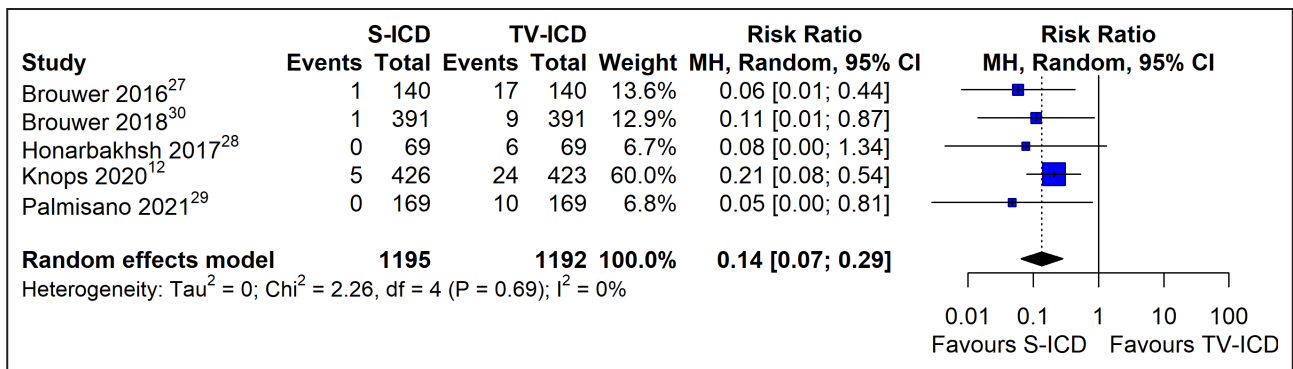 S-ICD TV-ICD Risk Ratio Risk Ratio
Study Events Total Events Total Weight MH, Random, 95% CI MH, Random, 95% CI
Brouwer 2016²⁷ 1 140 17 140 13.6% 0.06 [0.01; 0.44]
Brouwer 2018³⁰ 1 391 9 391 12.9% 0.11 [0.01; 0.87]
Honarbakhsh 2017²⁸ 0 69 6 69 6.7% 0.08 [0.00; 1.34]
Knops 2020¹² 5 426 24 423 60.0% 0.21 [0.08; 0.54]
Palmisano 2021²⁹ 0 169 10 169 6.8% 0.05 [0.00; 0.81]
Random effects model 1195 1192 100.0% 0.14 [0.07; 0.29]
Heterogeneity: Tau² = 0; Chi² = 2.26, df = 4 (P = 0.69); I² = 0%
0.01 0.1 1 10 100
Favours S-ICD Favours TV-ICD